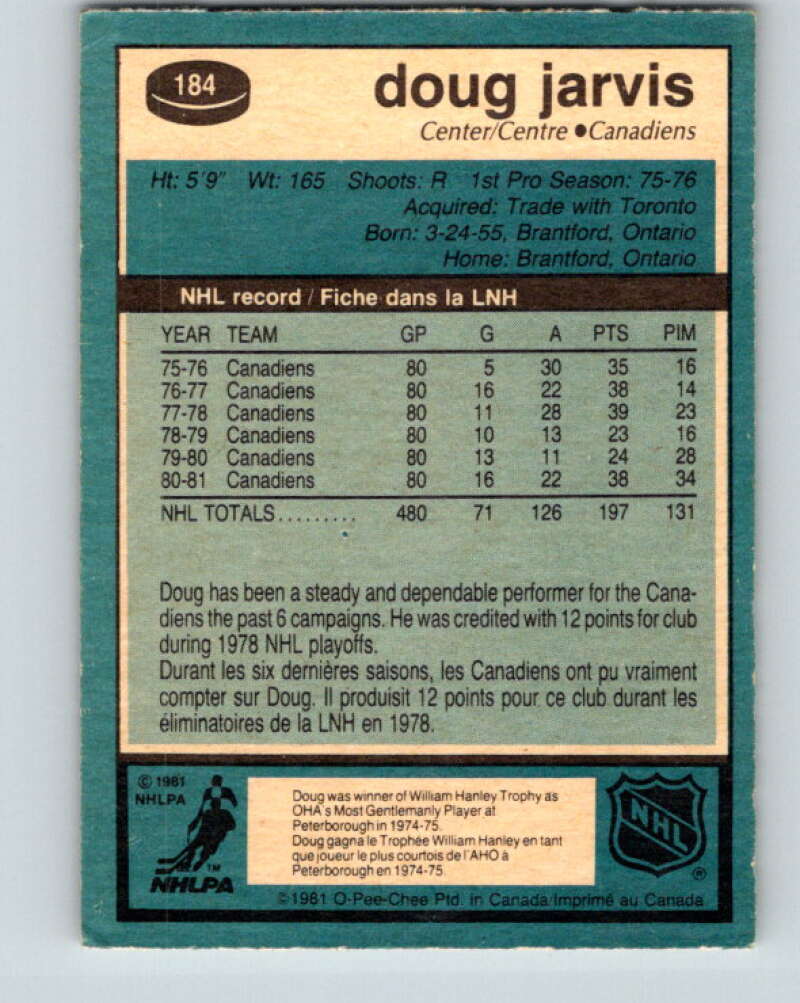 184
doug jarvis
Center/Centre ●Canadiens
Ht: 5'9" Wt: 165 Shoots: R 1st Pro Season: 75-76
Acquired: Trade with Toronto
Born: 3-24-55, Brantford, Ontario
Home: Brantford, Ontario
NHL record / Fiche dans la LNH
YEAR TEAM GP G A PTS PIM
75-76 Canadiens 80 5 30 35 16
76-77 Canadiens 80 16 22 38 14
77-78 Canadiens 80 11 28 39 23
78-79 Canadiens 80 10 13 23 16
79-80 Canadiens 80 13 11 24 28
80-81 Canadiens 80 16 22 38 34
NHL TOTALS......... 480 71 126 197 131
Doug has been a steady and dependable performer for the Cana-
diens the past 6 campaigns. He was credited with 12 points for club
during 1978 NHL playoffs.
Durant les six dernières saisons, les Canadiens ont pu vraiment
compter sur Doug. Il produisit 12 points pour ce club durant les
éliminatoires de la LNH en 1978.
© 1981
NHLPA
TM
NHLPA
Doug was winner of William Hanley Trophy as
OHA's Most Gentlemanly Player at
Peterborough in 1974-75.
Doug gagna le Trophée William Hanley en tant
que joueur le plus courtois de l'AHO à
Peterborough en 1974-75.
NHL
®
©1981 O-Pee-Chee Ptd. in Canada/Imprimé au Canada